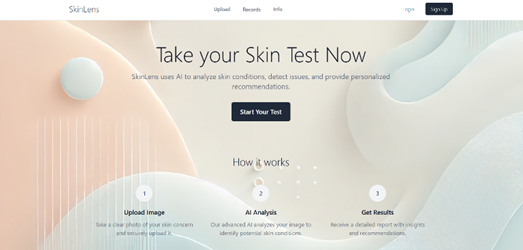 SkinLens
Upload Records Info
Login Sign Up
Take your Skin Test Now
SkinLens uses AI to analyze skin conditions, detect issues, and provide personalized
recommendations.
Start Your Test
How it works
1 2 3
Upload Image AI Analysis Get Results
Take a clear photo of your skin concern
and securely upload it.
Our advanced AI analyzes your image to
identify potential skin conditions.
Receive a detailed report with insights
and recommendations.